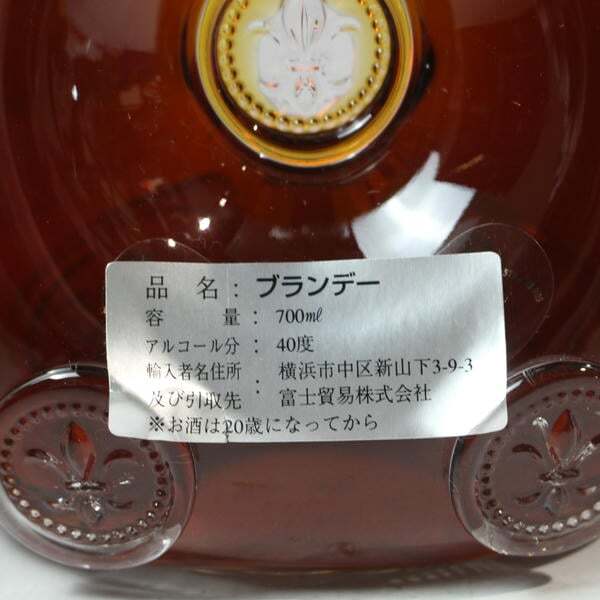 品名：ブランデー
容量：700㎖
アルコール分：40度
輸入者名住所：横浜市中区新山下3-9-3
及び引取先　富士貿易株式会社
※お酒は20歳になってから